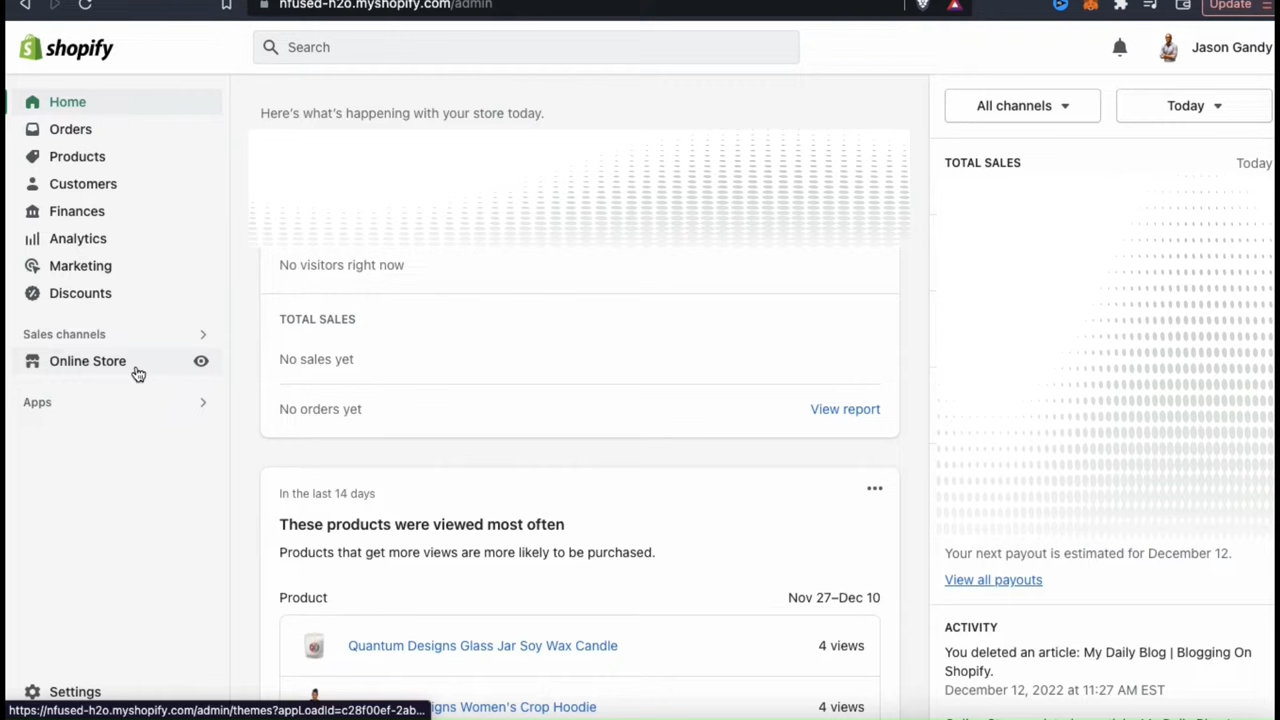 nfused-h2o.myshopify.com/admin
Update
shopify
Search
Jason Gandy
Home
Orders
Products
Customers
Finances
Analytics
Marketing
Discounts
Sales channels
Online Store
Apps
Settings
https://nfused-h2o.myshopify.com/admin/themes?appLoadId=c28f00ef-2ab...
Here's what's happening with your store today.
No visitors right now
TOTAL SALES
No sales yet
No orders yet
View report
In the last 14 days
These products were viewed most often
Products that get more views are more likely to be purchased.
Product
Nov 27–Dec 10
Quantum Designs Glass Jar Soy Wax Candle
4 views
Women's Crop Hoodie
4 views
All channels
Today
TOTAL SALES
Today
Your next payout is estimated for December 12.
View all payouts
ACTIVITY
You deleted an article: My Daily Blog | Blogging On
Shopify.
December 12, 2022 at 11:27 AM EST